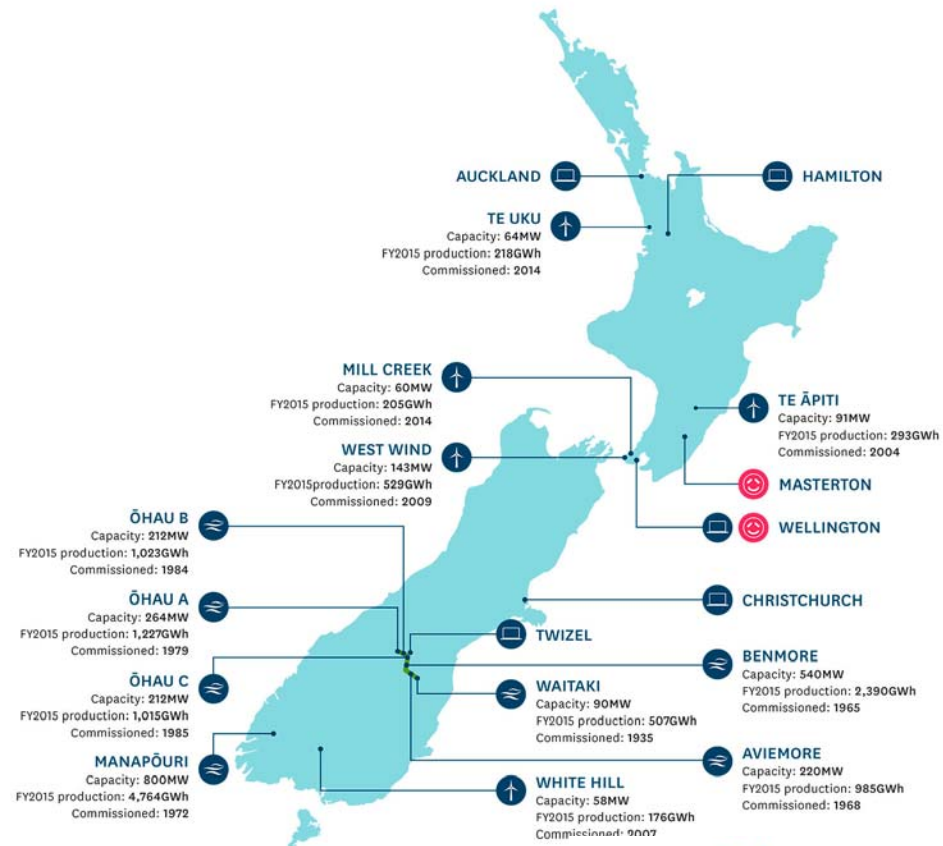 AUCKLAND
HAMILTON
TE UKU
Capacity: 64MW
FY2015 production: 218GWh
Commissioned: 2014
MILL CREEK
Capacity: 60MW
FY2015 production: 205GWh
Commissioned: 2014
TE ĀPITI
Capacity: 91MW
FY2015 production: 293GWh
Commissioned: 2004
WEST WIND
Capacity: 143MW
FY2015production: 529GWh
Commissioned: 2009
MASTERTON
WELLINGTON
ŌHAU B
Capacity: 212MW
FY2015 production: 1,023GWh
Commissioned: 1984
ŌHAU A
Capacity: 264MW
FY2015 production: 1,227GWh
Commissioned: 1979
CHRISTCHURCH
TWIZEL
ŌHAU C
Capacity: 212MW
FY2015 production: 1,015GWh
Commissioned: 1985
WAITAKI
Capacity: 90MW
FY2015 production: 507GWh
Commissioned: 1935
BENMORE
Capacity: 540MW
FY2015 production: 2,390GWh
Commissioned: 1965
MANAPŌURI
Capacity: 800MW
FY2015 production: 4,764GWh
Commissioned: 1972
WHITE HILL
Capacity: 58MW
FY2015 production: 176GWh
Commissioned: 2007
AVIEMORE
Capacity: 220MW
FY2015 production: 985GWh
Commissioned: 1968